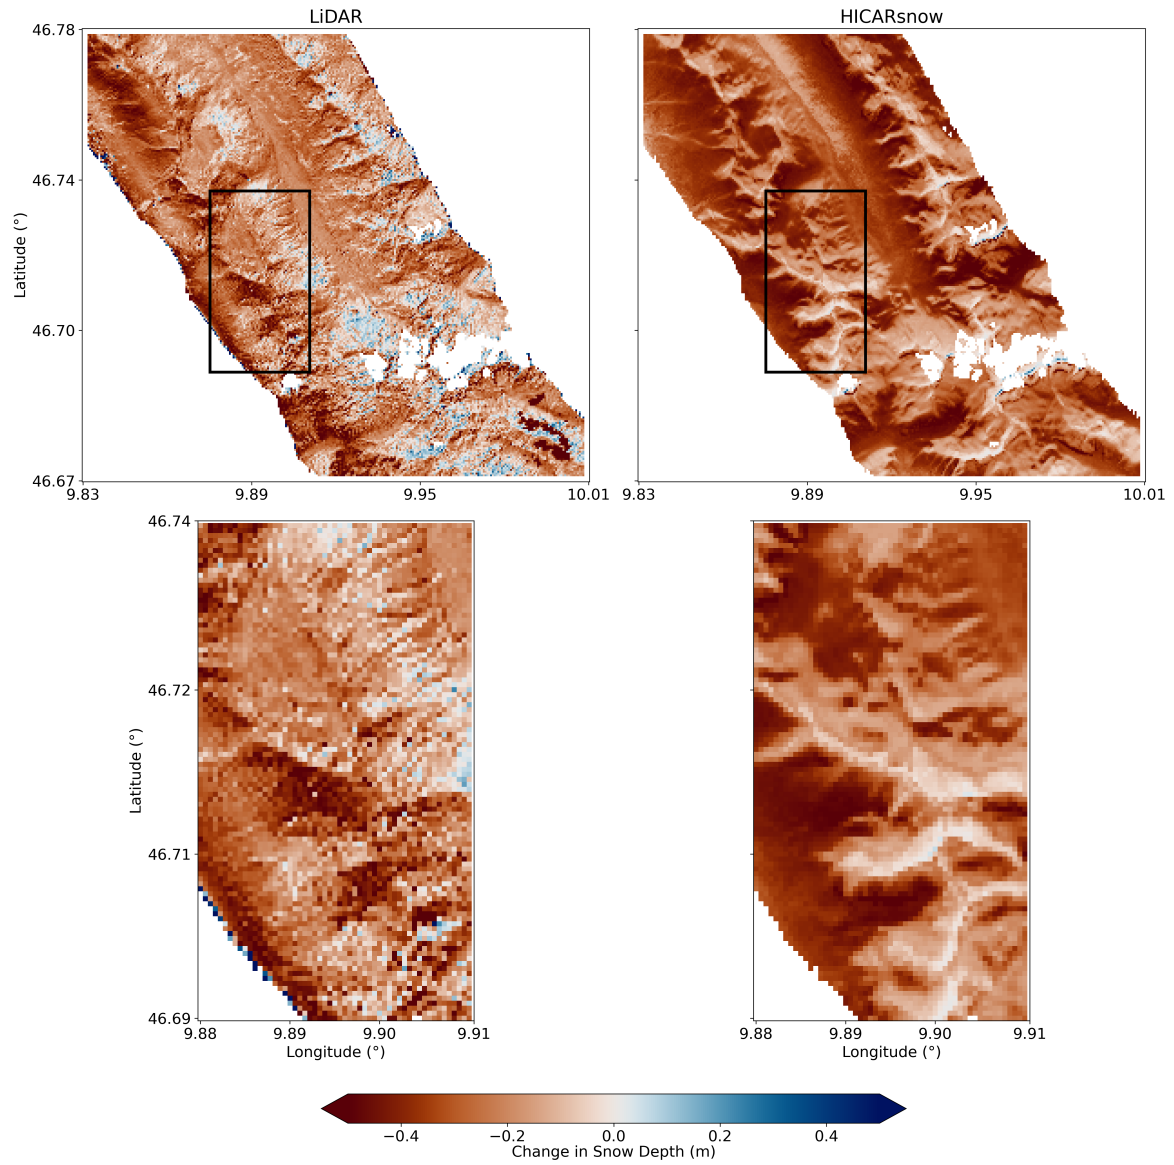 LiDAR HICARsnow
46.78
46.74
46.70
46.67
Latitude (°)
9.83 9.89 9.95 10.01 9.83 9.89 9.95 10.01
46.74
46.72
46.71
46.69
Latitude (°)
9.88 9.89 9.90 9.91 9.88 9.89 9.90 9.91
Longitude (°) Longitude (°)
−0.4 −0.2 0.0 0.2 0.4
Change in Snow Depth (m)